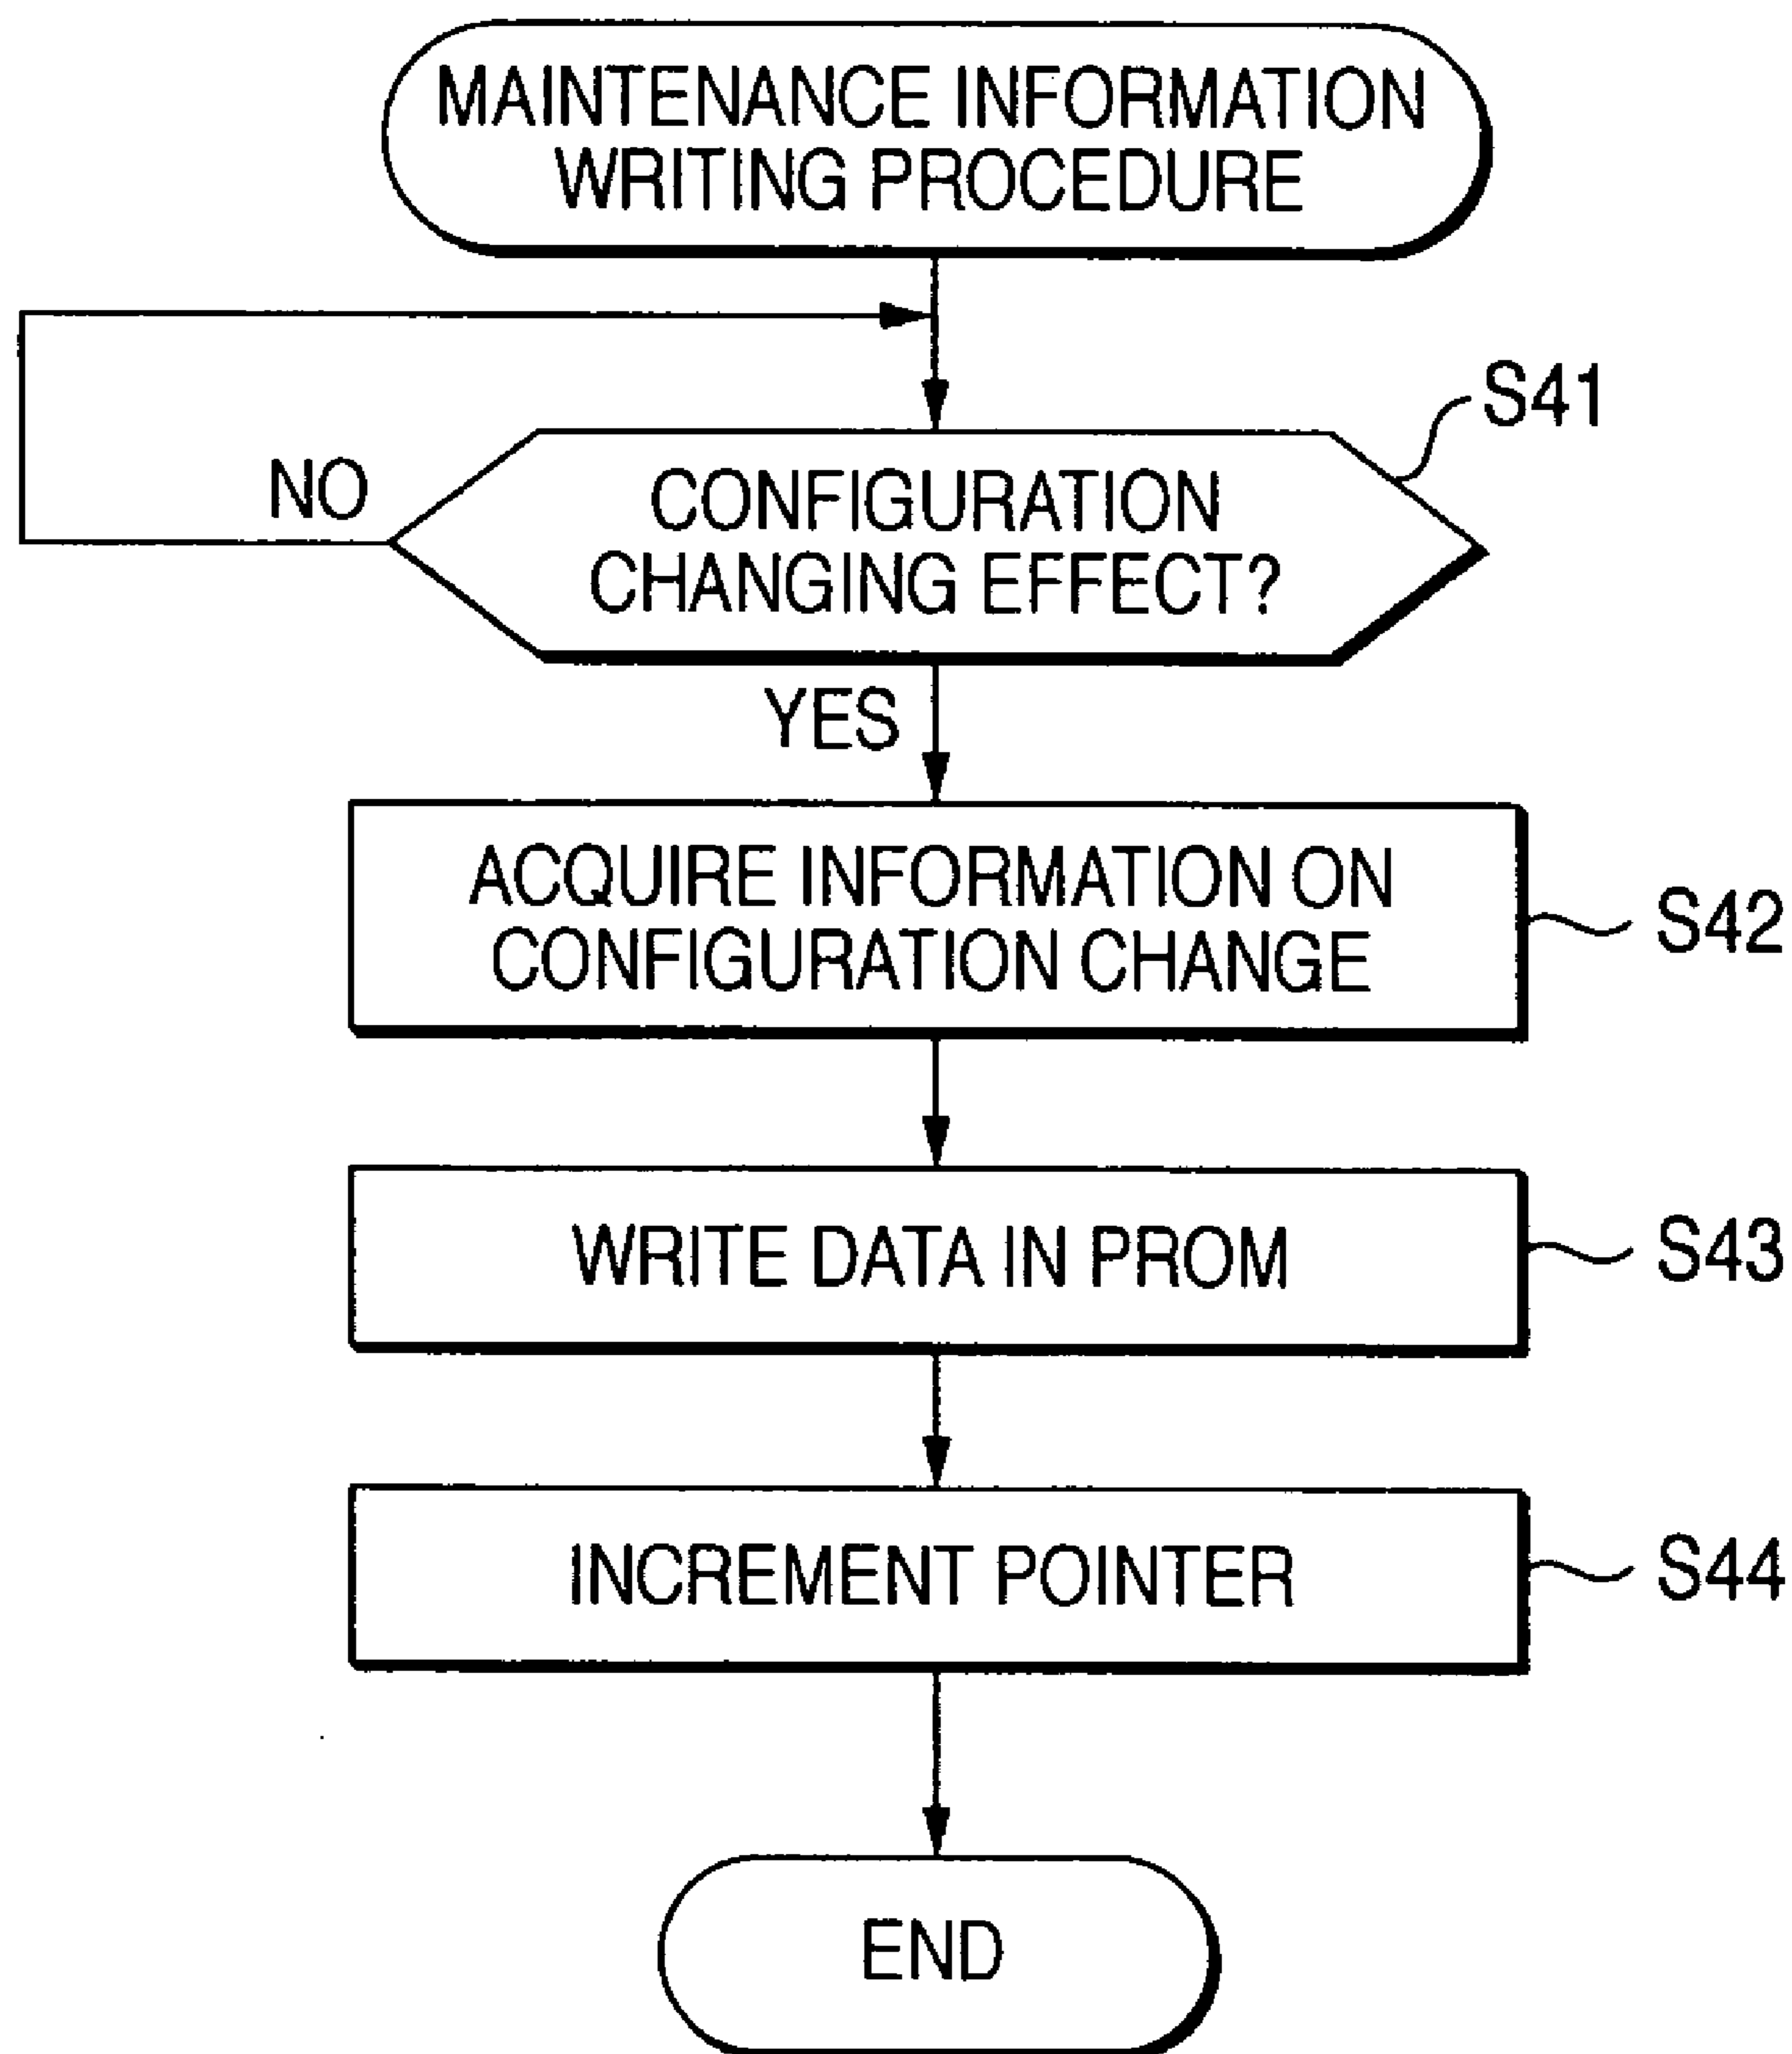 MAINTENANCE INFORMATION
WRITING PROCEDURE
S41
NO
CONFIGURATION
CHANGING EFFECT?
YES
ACQUIRE INFORMATION ON
CONFIGURATION CHANGE
S42
WRITE DATA IN PROM
S43
INCREMENT POINTER
S44
END